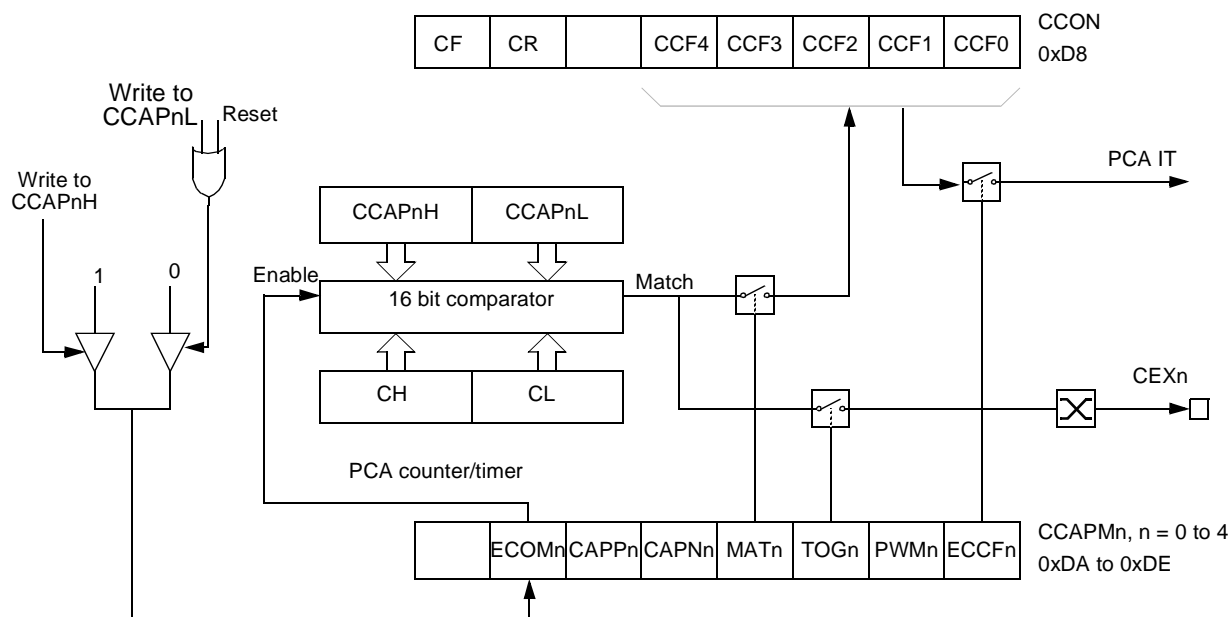 CF CR CCF4 CCF3 CCF2 CCF1 CCF0
CCON
0xD8
Write to
CCAPnL
Reset
PCA IT
Write to
CCAPnH
CCAPnH CCAPnL
1
0
Enable
16 bit comparator
Match
CH CL
CEXn
PCA counter/timer
ECOMn CAPPn CAPNn MATn TOGn PWMn ECCFn
CCAPMn, n = 0 to 4
0xDA to 0xDE